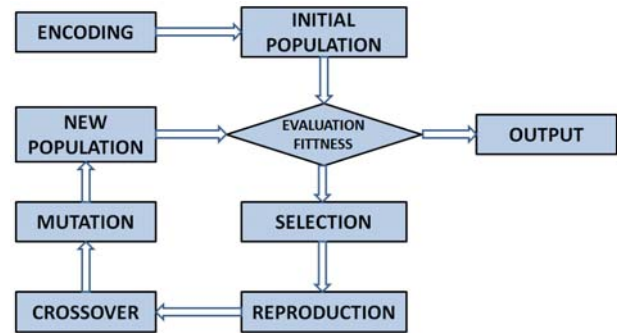 ENCODING
INITIAL
POPULATION
NEW
POPULATION
EVALUATION
FITTNESS
OUTPUT
MUTATION
SELECTION
CROSSOVER
REPRODUCTION